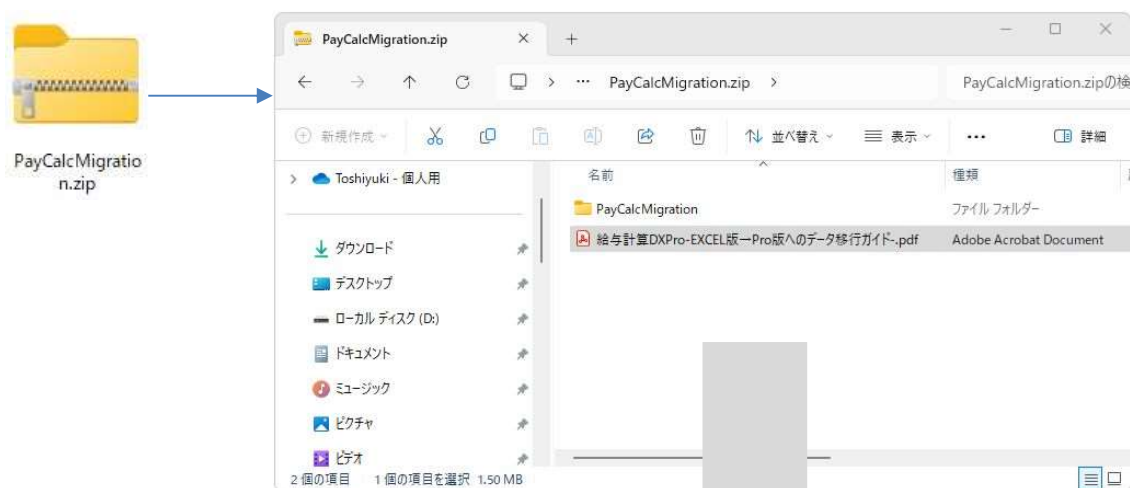 PayCalcMigratio
n.zip
PayCalcMigration.zip
PayCalcMigration.zip
PayCalcMigration.zipの検
新規作成
並べ替え
表示
詳細
Toshiyuki - 個人用
ダウンロード
デスクトップ
ローカル ディスク (D:)
ドキュメント
ミュージック
ピクチャ
ビデオ
名前 種類
PayCalcMigration ファイル フォルダー
給与計算DXPro-EXCEL版→Pro版へのデータ移行ガイド-.pdf Adobe Acrobat Document
2 個の項目 1 個の項目を選択 1.50 MB